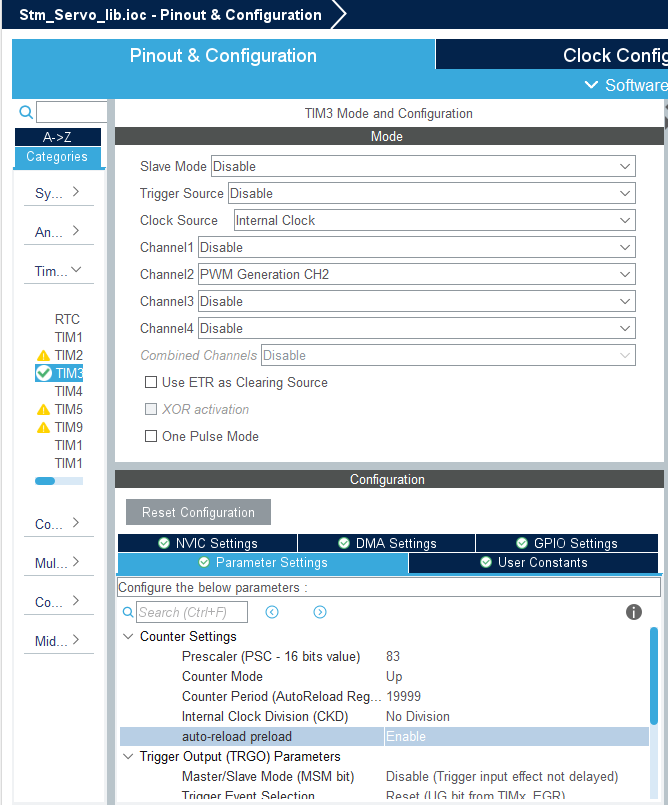 Stm_Servo_lib.ioc - Pinout & Configuration
Pinout & Configuration
Clock Config
Software
A->Z
Categories
Sy...
An...
Tim...
RTC
TIM1
TIM2
TIM3
TIM4
TIM5
TIM9
TIM1
TIM1
Co...
Mul...
Co...
Mid...
TIM3 Mode and Configuration
Mode
Slave Mode Disable
Trigger Source Disable
Clock Source Internal Clock
Channel1 Disable
Channel2 PWM Generation CH2
Channel3 Disable
Channel4 Disable
Combined Channels Disable
Use ETR as Clearing Source
XOR activation
One Pulse Mode
Configuration
Reset Configuration
NVIC Settings DMA Settings GPIO Settings
Parameter Settings User Constants
Configure the below parameters :
Search (Ctrl+F)
Counter Settings
Prescaler (PSC - 16 bits value) 83
Counter Mode Up
Counter Period (AutoReload Reg... 19999
Internal Clock Division (CKD) No Division
auto-reload preload Enable
Trigger Output (TRGO) Parameters
Master/Slave Mode (MSM bit) Disable (Trigger input effect not delayed)
Trigger Event Selection Reset (UG bit from TIMx_EGR)